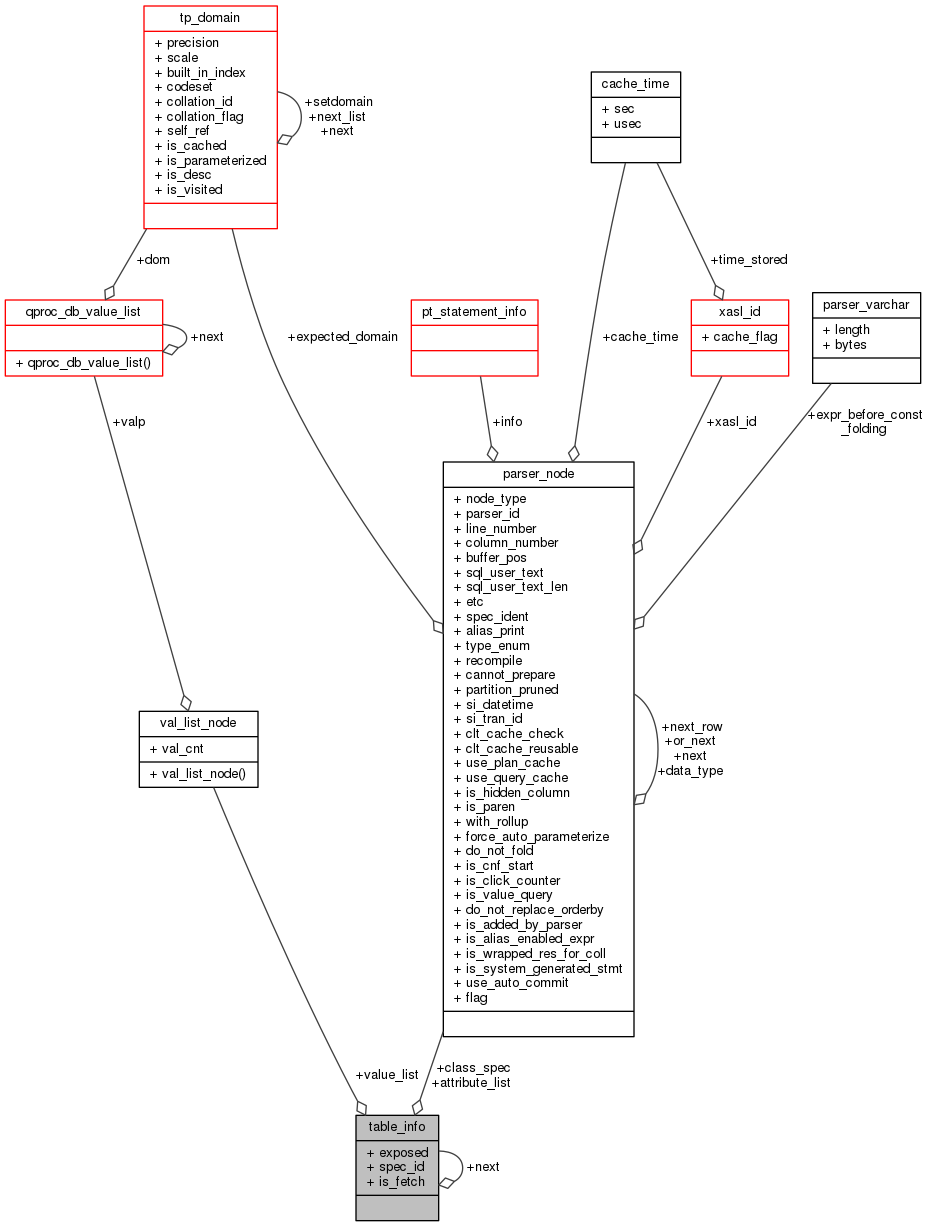 tp_domain
+ precision
+ scale
+ built_in_index
+ codeset
+ collation_id
+ collation_flag
+ self_ref
+ is_cached
+ is_parameterized
+ is_desc
+ is_visited
+setdomain
+next_list
+next
cache_time
+ sec
+ usec
+dom
+time_stored
qproc_db_value_list
+ qproc_db_value_list()
+next
+expected_domain
pt_statement_info
+cache_time
xasl_id
+ cache_flag
parser_varchar
+ length
+ bytes
+valp
+info
+xasl_id
+expr_before_const
_folding
parser_node
+ node_type
+ parser_id
+ line_number
+ column_number
+ buffer_pos
+ sql_user_text
+ sql_user_text_len
+ etc
+ spec_ident
+ alias_print
+ type_enum
+ recompile
+ cannot_prepare
+ partition_pruned
+ si_datetime
+ si_tran_id
+ clt_cache_check
+ clt_cache_reusable
+ use_plan_cache
+ use_query_cache
+ is_hidden_column
+ is_paren
+ with_rollup
+ force_auto_parameterize
+ do_not_fold
+ is_cnf_start
+ is_click_counter
+ is_value_query
+ do_not_replace_orderby
+ is_added_by_parser
+ is_alias_enabled_expr
+ is_wrapped_res_for_coll
+ is_system_generated_stmt
+ use_auto_commit
+ flag
+next_row
+or_next
+next
+data_type
val_list_node
+ val_cnt
+ val_list_node()
+value_list
+class_spec
+attribute_list
table_info
+ exposed
+ spec_id
+ is_fetch
+next